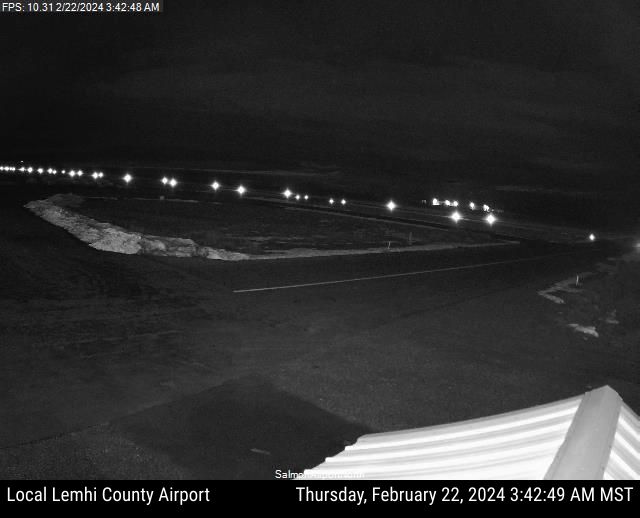 FPS: 10.31 2/22/2024 3:42:48 AM
Local Lemhi County Airport
Thursday, February 22, 2024 3:42:49 AM MST